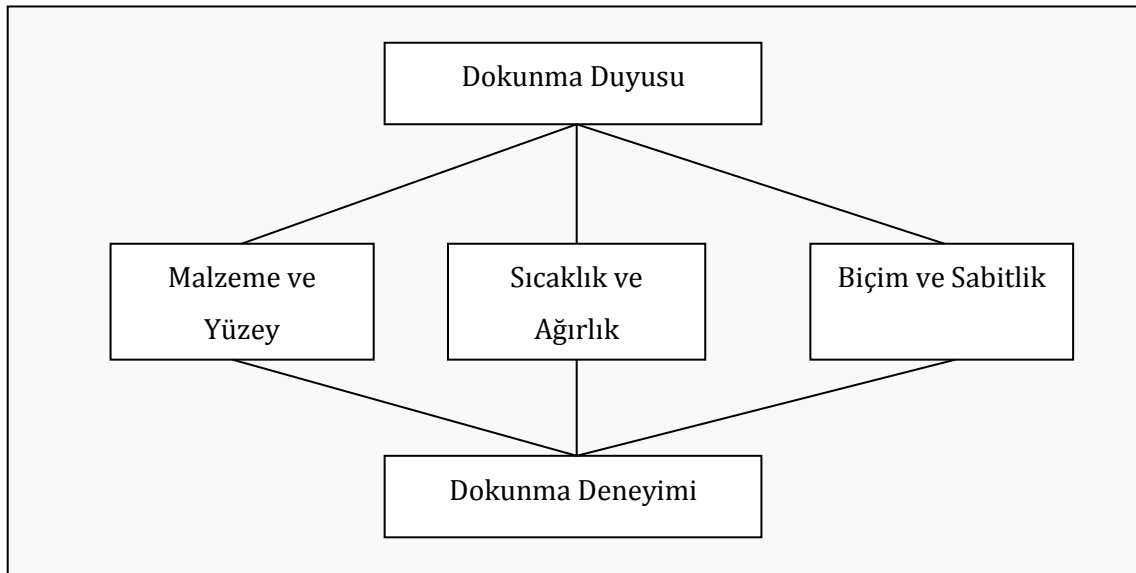 Dokunma Duyusu
Malzeme ve
Yüzey
Sıcaklık ve
Ağırlık
Biçim ve Sabitlik
Dokunma Deneyimi